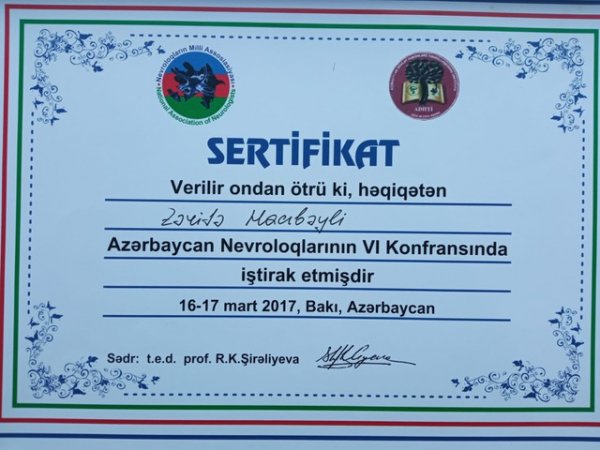 Nevroloqların Milli Assosiasiyası
National Association of Neurologists
SERTİFİKAT
Verilir ondan ötrü ki, həqiqətən
Zərifə Hacıbəyli
Azərbaycan Nevroloqlarının VI Konfransında
iştirak etmişdir
16-17 mart 2017, Bakı, Azərbaycan
Sədr: t.e.d. prof. R.K.Şirəliyeva